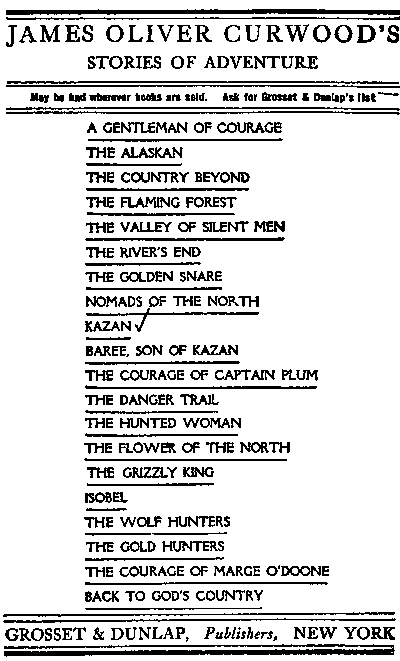 JAMES OLIVER CURWOOD'S
STORIES OF ADVENTURE
May be had wherever books are sold. Ask for Grosset & Dunlap's list
A GENTLEMAN OF COURAGE
THE ALASKAN
THE COUNTRY BEYOND
THE FLAMING FOREST
THE VALLEY OF SILENT MEN
THE RIVER'S END
THE GOLDEN SNARE
NOMADS OF THE NORTH
KAZAN
BAREE, SON OF KAZAN
THE COURAGE OF CAPTAIN PLUM
THE DANGER TRAIL
THE HUNTED WOMAN
THE FLOWER OF THE NORTH
THE GRIZZLY KING
ISOBEL
THE WOLF HUNTERS
THE GOLD HUNTERS
THE COURAGE OF MARGE O'DOONE
BACK TO GOD'S COUNTRY
GROSSET & DUNLAP, Publishers, NEW YORK